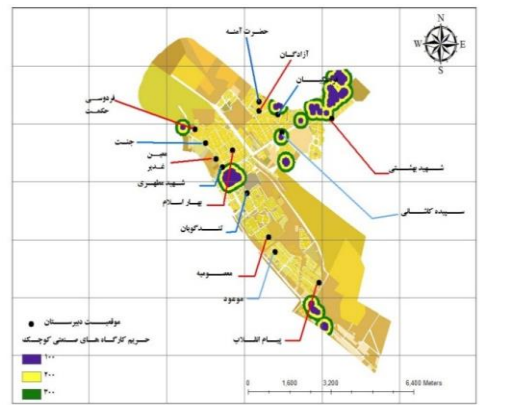 N
W E
S
حضرت آمنه
آزادگان
فردوسی
حکمت
جنت
معین
غدیر
شهید مطهری
بهار اسلام
تندگویان
شهید بهشتی
سپیده کاشانی
معصومیه
موعود
پیام انقلاب
موقعیت دبیرستان
حریم کارگاه های صنعتی کوچک
۱۰۰
۲۰۰
۳۰۰
0 1,600 3,200 6,400 Meters